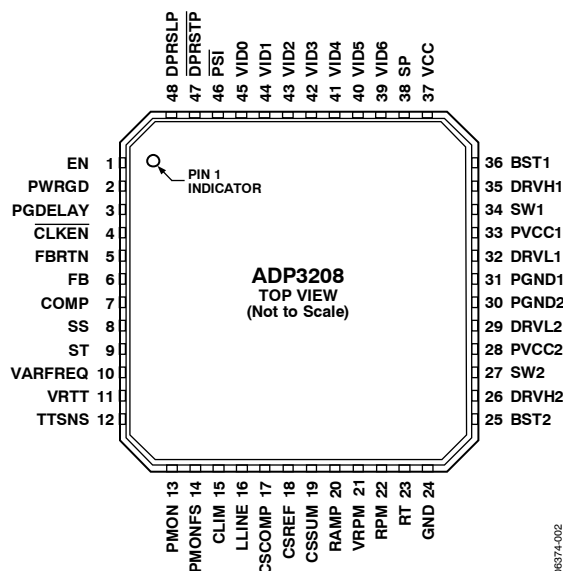 48 DPRSLP
47 DPRSTP
46 PSI
45 VID0
44 VID1
43 VID2
42 VID3
41 VID4
40 VID5
39 VID6
38 SP
37 VCC
EN 1
PWRGD 2
PGDELAY 3
CLKEN 4
FBRTN 5
FB 6
COMP 7
SS 8
ST 9
VARFREQ 10
VRTT 11
TTSNS 12
PIN 1
INDICATOR
ADP3208
TOP VIEW
(Not to Scale)
36 BST1
35 DRVH1
34 SW1
33 PVCC1
32 DRVL1
31 PGND1
30 PGND2
29 DRVL2
28 PVCC2
27 SW2
26 DRVH2
25 BST2
PMON 13
PMONFS 14
CLIM 15
LLINE 16
CSCOMP 17
CSREF 18
CSSUM 19
RAMP 20
VRPM 21
RPM 22
RT 23
GND 24
06374-002